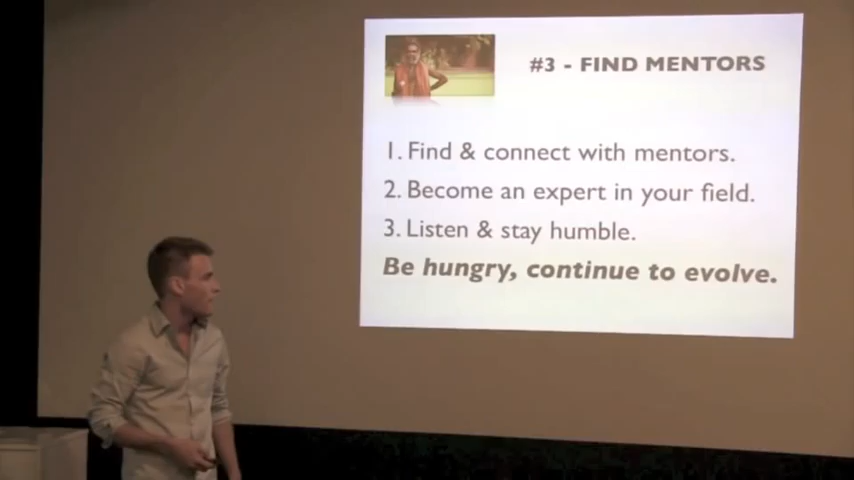 #3 - FIND MENTORS
1. Find & connect with mentors.
2. Become an expert in your field.
3. Listen & stay humble.
Be hungry, continue to evolve.